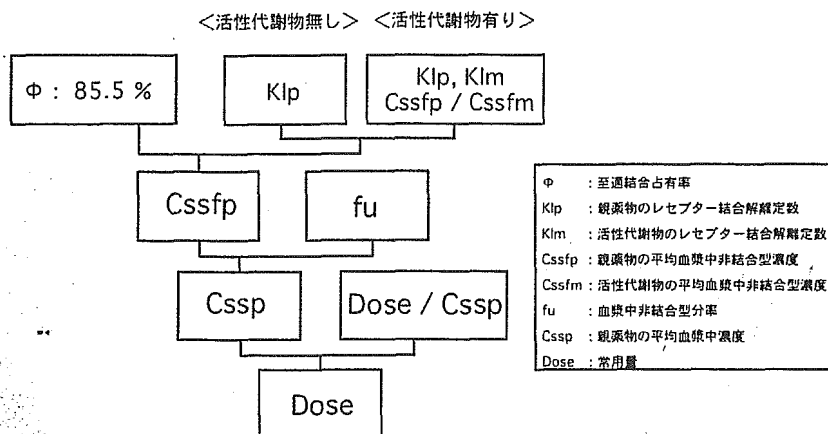 ＜活性代謝物無し＞ ＜活性代謝物有り＞
Φ : 85.5 %
Klp
Klp, Klm
Cssfp / Cssfm
Cssfp
fu
Cssp
Dose / Cssp
Dose
Φ : 至適結合占有率
Klp : 親薬物のレセプター結合解離定数
Klm : 活性代謝物のレセプター結合解離定数
Cssfp : 親薬物の平均血漿中非結合型濃度
Cssfm : 活性代謝物の平均血漿中非結合型濃度
fu : 血漿中非結合型分率
Cssp : 親薬物の平均血漿中濃度
Dose : 常用量